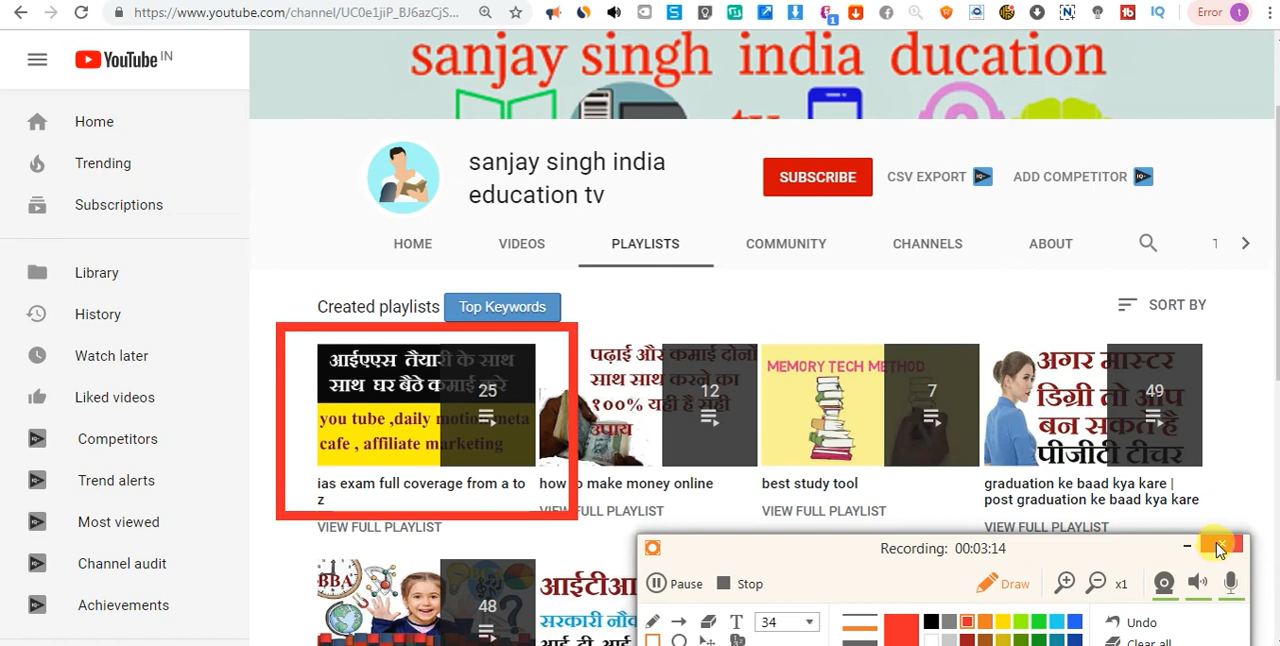 https://www.youtube.com/channel/UC0e1jiP_BJ6azCjS...
Error
t
1
YouTube IN
sanjay singh india ducation
tv
Home
Trending
Subscriptions
Library
History
Watch later
Liked videos
Competitors
Trend alerts
Most viewed
Channel audit
Achievements
sanjay singh india
education tv
SUBSCRIBE
CSV EXPORT
ADD COMPETITOR
HOME
VIDEOS
PLAYLISTS
COMMUNITY
CHANNELS
ABOUT
Created playlists
Top Keywords
SORT BY
आईएएस तैयारी के साथ
साथ घर बैठे कमाई करे
you tube ,daily motion,meta
cafe , affiliate marketing
25
ias exam full coverage from a to
z
VIEW FULL PLAYLIST
पढ़ाई और कमाई दोनो
साथ साथ करने का
१००% यही है सही
उपाय
12
how to make money online
VIEW FULL PLAYLIST
MEMORY TECH METHOD
7
best study tool
VIEW FULL PLAYLIST
अगर मास्टर
डिग्री तो आप
बन सकते है
पीजीटी टीचर
49
graduation ke baad kya kare |
post graduation ke baad kya kare
VIEW FULL PLAYLIST
BBA
48
आईटीआ
सरकारी नौक
Recording: 00:03:14
Pause
Stop
Draw
x1
T
34
Undo
Clear all